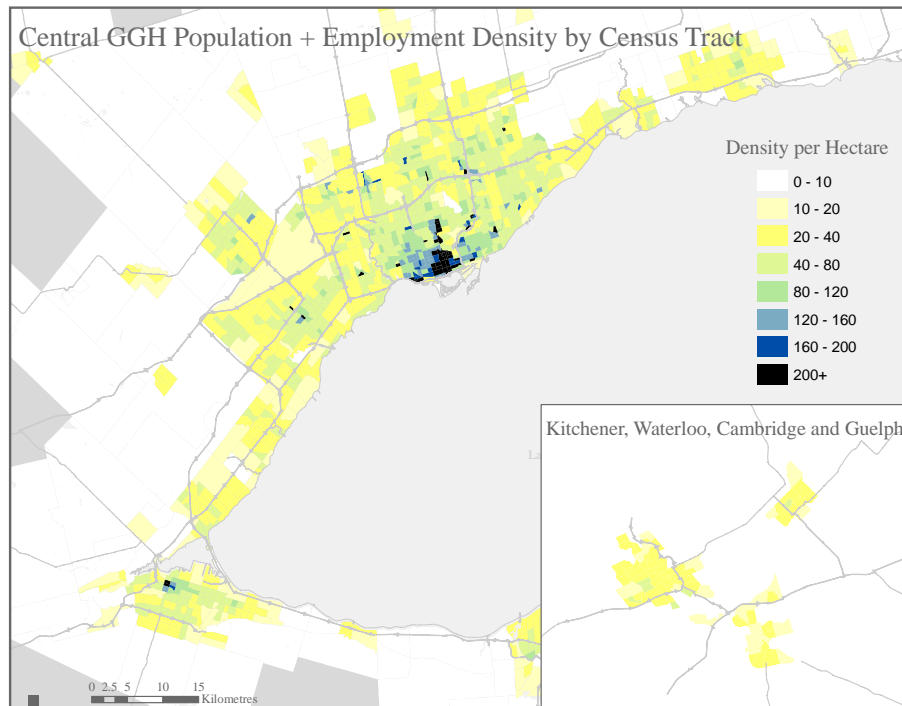 Central GGH Population + Employment Density by Census Tract
Density per Hectare
0 - 10
10 - 20
20 - 40
40 - 80
80 - 120
120 - 160
160 - 200
200+
Kitchener, Waterloo, Cambridge and Guelph
La
0 2.5 5 10 15
Kilometres